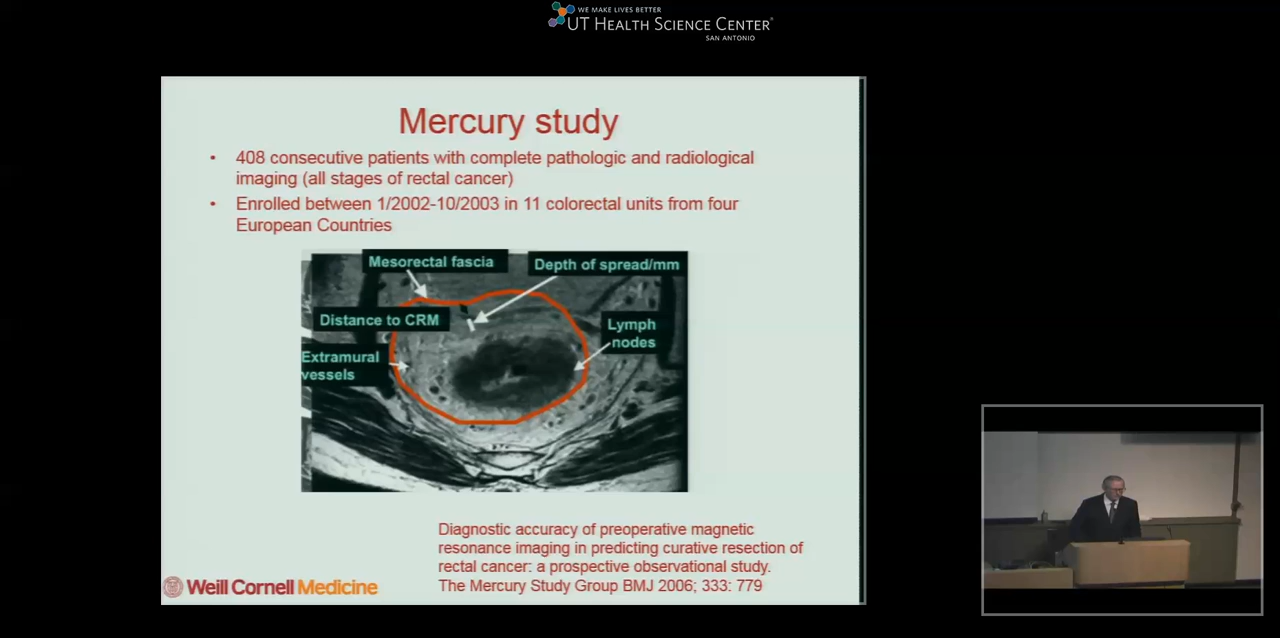 WE MAKE LIVES BETTER
UT HEALTH SCIENCE CENTER®
SAN ANTONIO
Mercury study
• 408 consecutive patients with complete pathologic and radiological
imaging (all stages of rectal cancer)
• Enrolled between 1/2002-10/2003 in 11 colorectal units from four
European Countries
Mesorectal fascia
Depth of spread/mm
Distance to CRM
Lymph
nodes
Extramural
vessels
Diagnostic accuracy of preoperative magnetic
resonance imaging in predicting curative resection of
rectal cancer: a prospective observational study.
The Mercury Study Group BMJ 2006; 333: 779
Weill Cornell Medicine